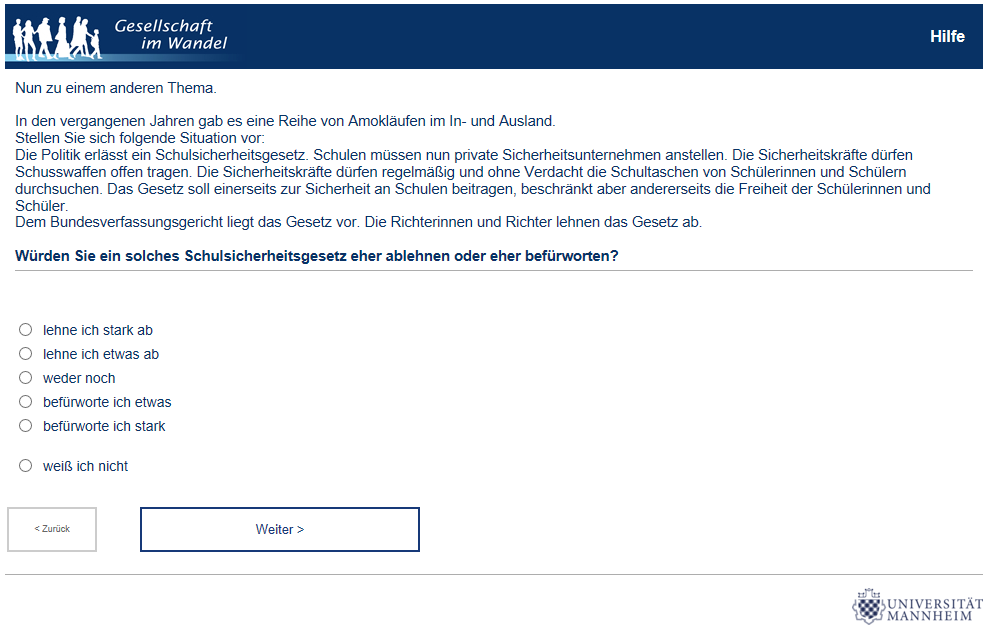 Gesellschaft
im Wandel
Hilfe
Nun zu einem anderen Thema.
In den vergangenen Jahren gab es eine Reihe von Amokläufen im In- und Ausland.
Stellen Sie sich folgende Situation vor:
Die Politik erlässt ein Schulsicherheitsgesetz. Schulen müssen nun private Sicherheitsunternehmen anstellen. Die Sicherheitskräfte dürfen
Schusswaffen offen tragen. Die Sicherheitskräfte dürfen regelmäßig und ohne Verdacht die Schultaschen von Schülerinnen und Schülern
durchsuchen. Das Gesetz soll einerseits zur Sicherheit an Schulen beitragen, beschränkt aber andererseits die Freiheit der Schülerinnen und
Schüler.
Dem Bundesverfassungsgericht liegt das Gesetz vor. Die Richterinnen und Richter lehnen das Gesetz ab.
Würden Sie ein solches Schulsicherheitsgesetz eher ablehnen oder eher befürworten?
lehne ich stark ab
lehne ich etwas ab
weder noch
befürworte ich etwas
befürworte ich stark
weiß ich nicht
< Zurück
Weiter >
UNIVERSITÄT
MANNHEIM